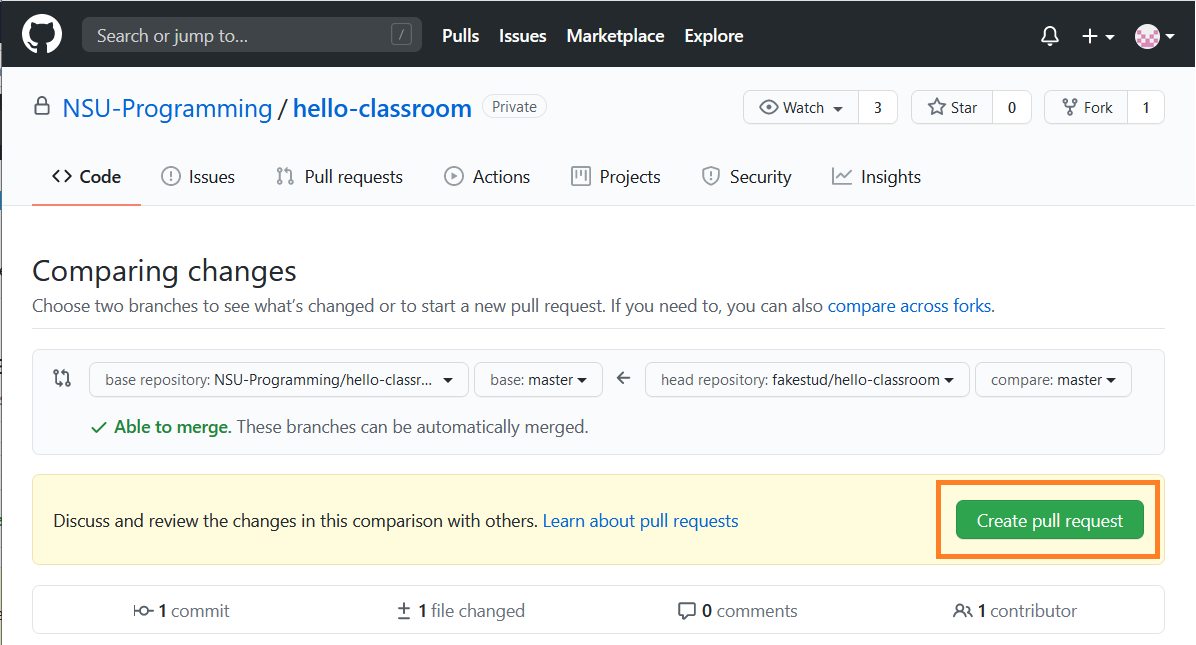 Search or jump to... / Pulls Issues Marketplace Explore
NSU-Programming / hello-classroom Private Watch 3 Star 0 Fork 1
Code Issues Pull requests Actions Projects Security Insights
Comparing changes
Choose two branches to see what's changed or to start a new pull request. If you need to, you can also compare across forks.
base repository: NSU-Programming/hello-classr... base: master head repository: fakestud/hello-classroom compare: master
Able to merge. These branches can be automatically merged.
Discuss and review the changes in this comparison with others. Learn about pull requests Create pull request
1 commit 1 file changed 0 comments 1 contributor